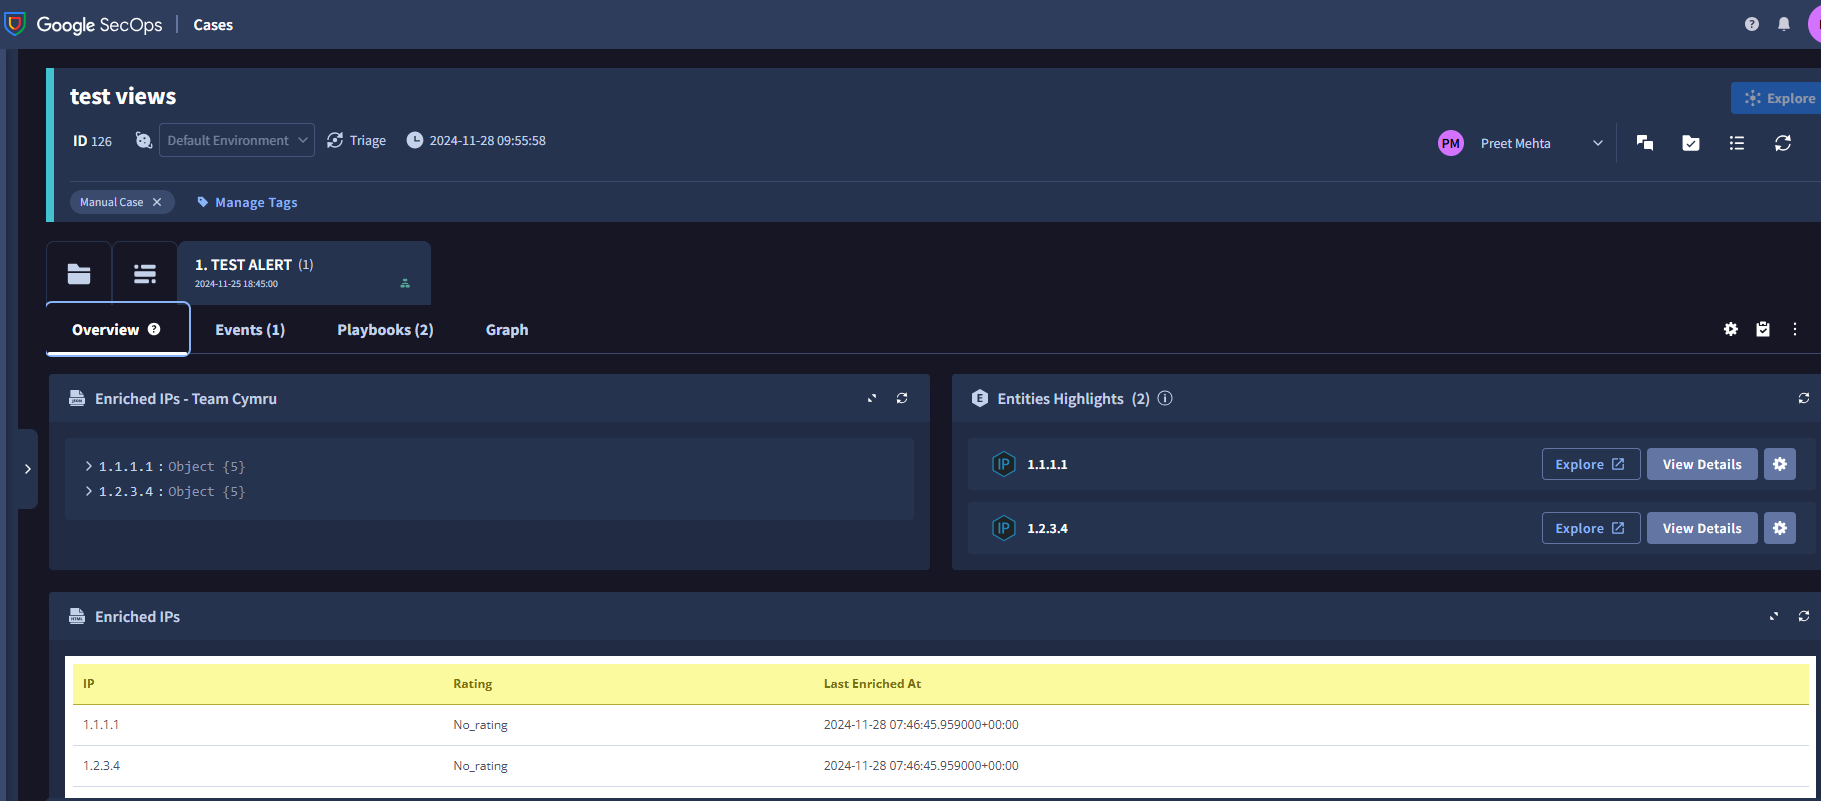 Google SecOps | Cases
test views
Explore
ID 126 Default Environment Triage 2024-11-28 09:55:58
PM Preet Mehta
Manual Case Manage Tags
1. TEST ALERT (1)
2024-11-25 18:45:00
Overview Events (1) Playbooks (2) Graph
Enriched IPs - Team Cymru
1.1.1.1 : Object {5}
1.2.3.4 : Object {5}
E Entities Highlights (2)
IP 1.1.1.1 Explore View Details
IP 1.2.3.4 Explore View Details
Enriched IPs
IP Rating Last Enriched At
1.1.1.1 No_rating 2024-11-28 07:46:45.959000+00:00
1.2.3.4 No_rating 2024-11-28 07:46:45.959000+00:00